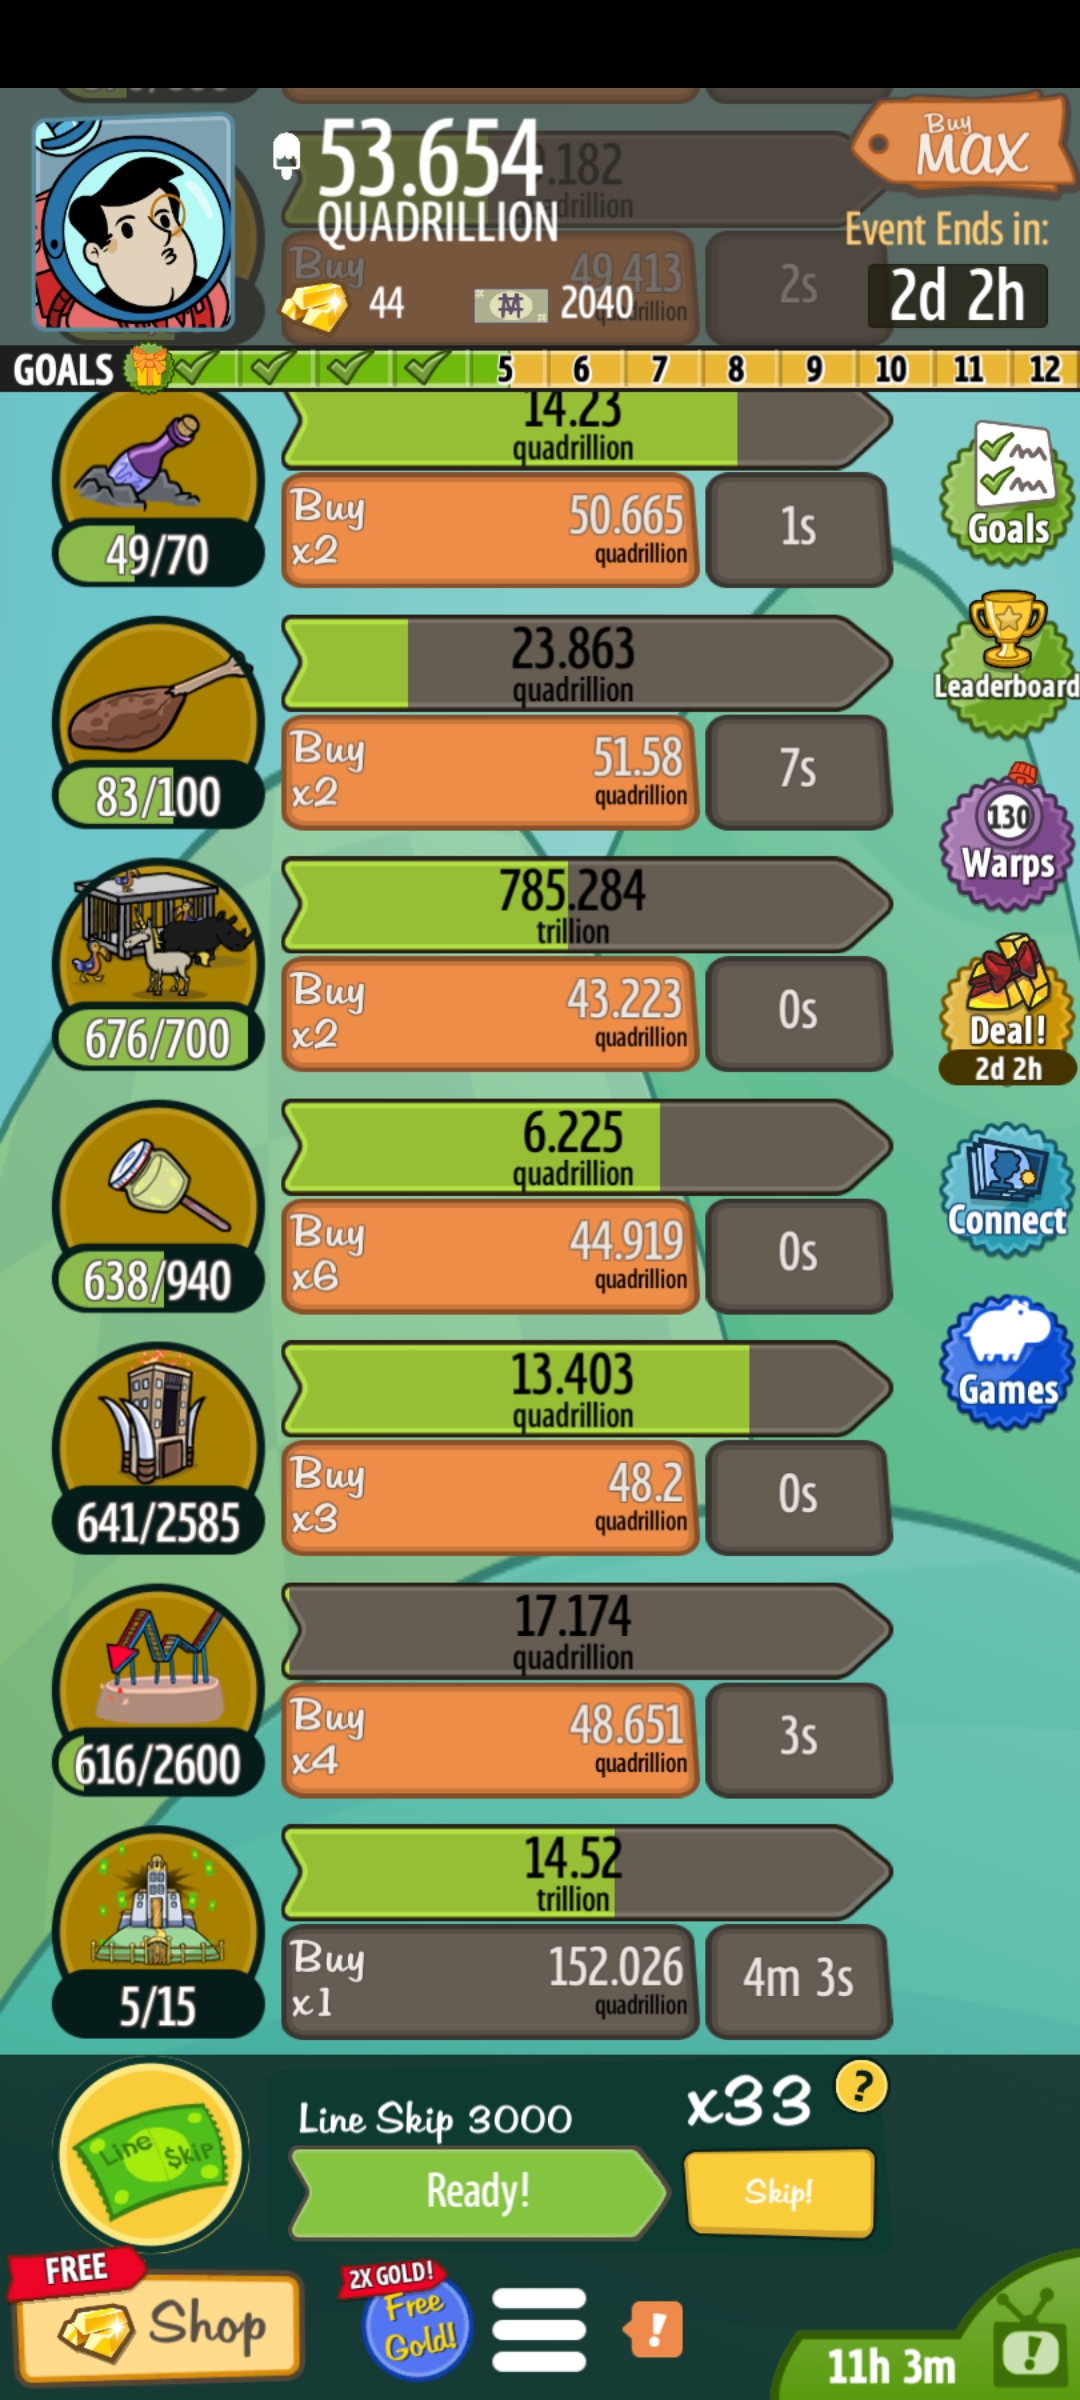 53.654
QUADRILLION
Buy
MAX
Event Ends in:
2d 2h
.182
Buy
49.413
2s
44
2040
GOALS
5 6 7 8 9 10 11 12
14.23
quadrillion
Buy
x2
50.665
quadrillion
1s
49/70
Goals
23.863
quadrillion
Buy
x2
51.58
quadrillion
7s
83/100
Leaderboard
130
Warps
785.284
trillion
Buy
x2
43.223
quadrillion
0s
676/700
Deal!
2d 2h
6.225
quadrillion
Buy
x6
44.919
quadrillion
0s
638/940
Connect
13.403
quadrillion
Buy
x3
48.2
quadrillion
0s
641/2585
Games
17.174
quadrillion
Buy
x4
48.651
quadrillion
3s
616/2600
14.52
trillion
Buy
x1
152.026
quadrillion
4m 3s
5/15
Line $kip
Line Skip 3000
x33
?
Ready!
Skip!
FREE
Shop
2X GOLD!
Free
Gold!
!
11h 3m
!